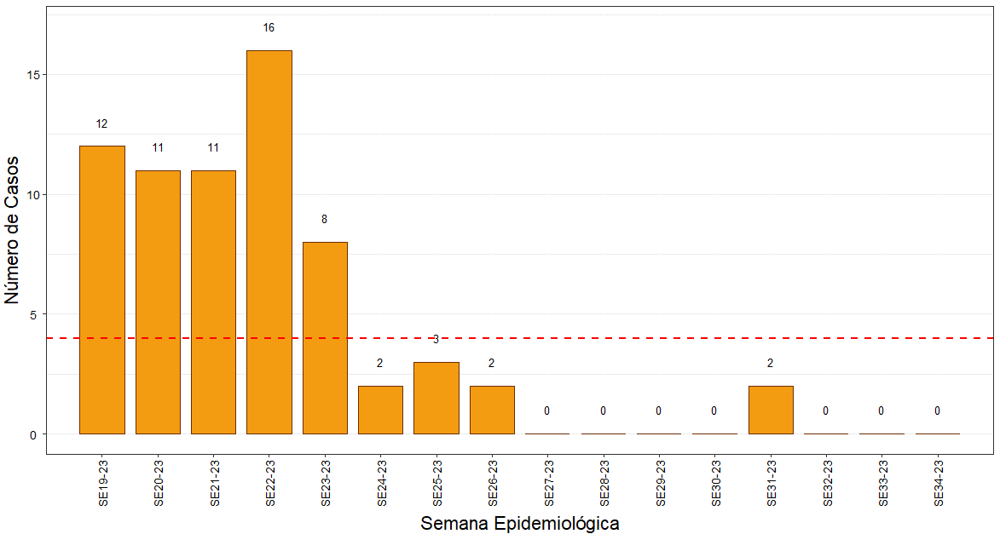 16
15
12
11
11
10
8
5
3
2
2
2
0
0
0
0
0
0
0
0
Número de Casos
SE19-23
SE20-23
SE21-23
SE22-23
SE23-23
SE24-23
SE25-23
SE26-23
SE27-23
SE28-23
SE29-23
SE30-23
SE31-23
SE32-23
SE33-23
SE34-23
Semana Epidemiológica